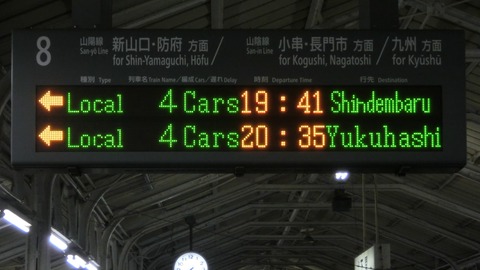 8 山陽線 San-yō Line 新山口・防府 方面 for Shin-Yamaguchi, Hōfu / 山陰線 San-in Line 小串・長門市 方面 for Kogushi, Nagatoshi / 九州 方面 for Kyūshū
種別 Type 列車名 Train Name / 編成 Cars / 遅れ Delay 時刻 Departure Time 行先 Destination
← Local 4 Cars 19:41 Shindembaru
← Local 4 Cars 20:35 Yukuhashi
8